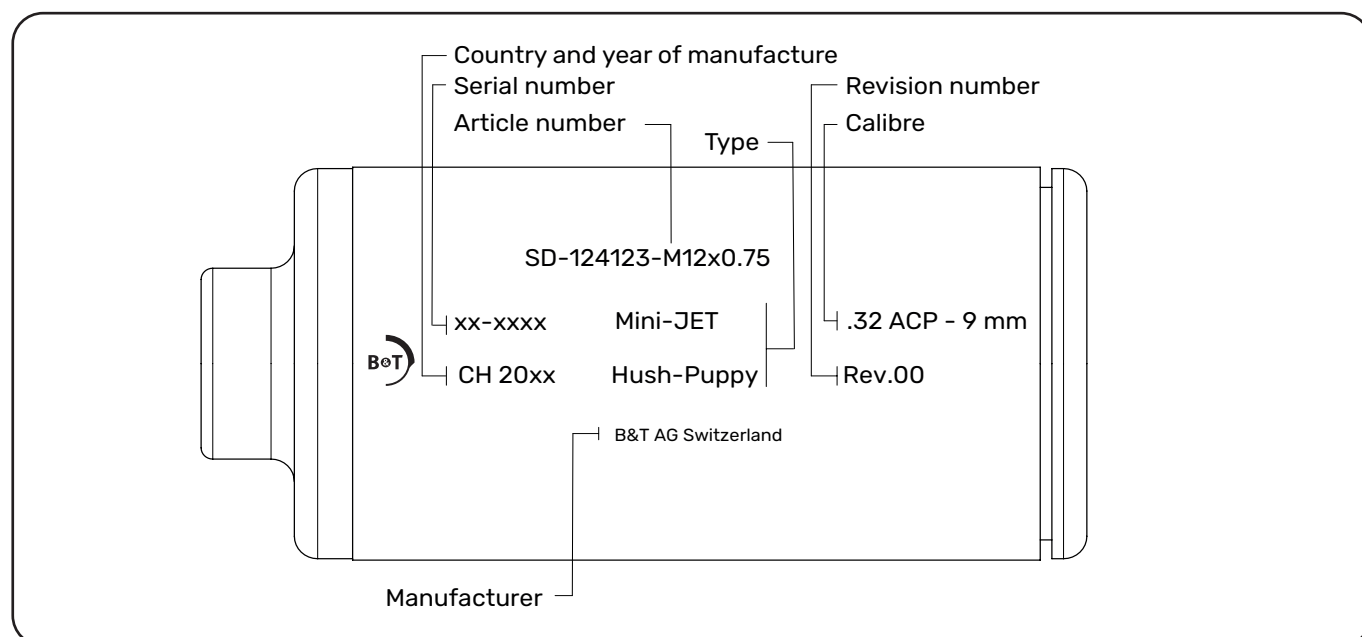 Country and year of manufacture
Serial number
Revision number
Article number
Calibre
Type
SD-124123-M12x0.75
xx-xxxx
Mini-JET
.32 ACP - 9 mm
B&T
CH 20xx
Hush-Puppy
Rev.00
B&T AG Switzerland
Manufacturer